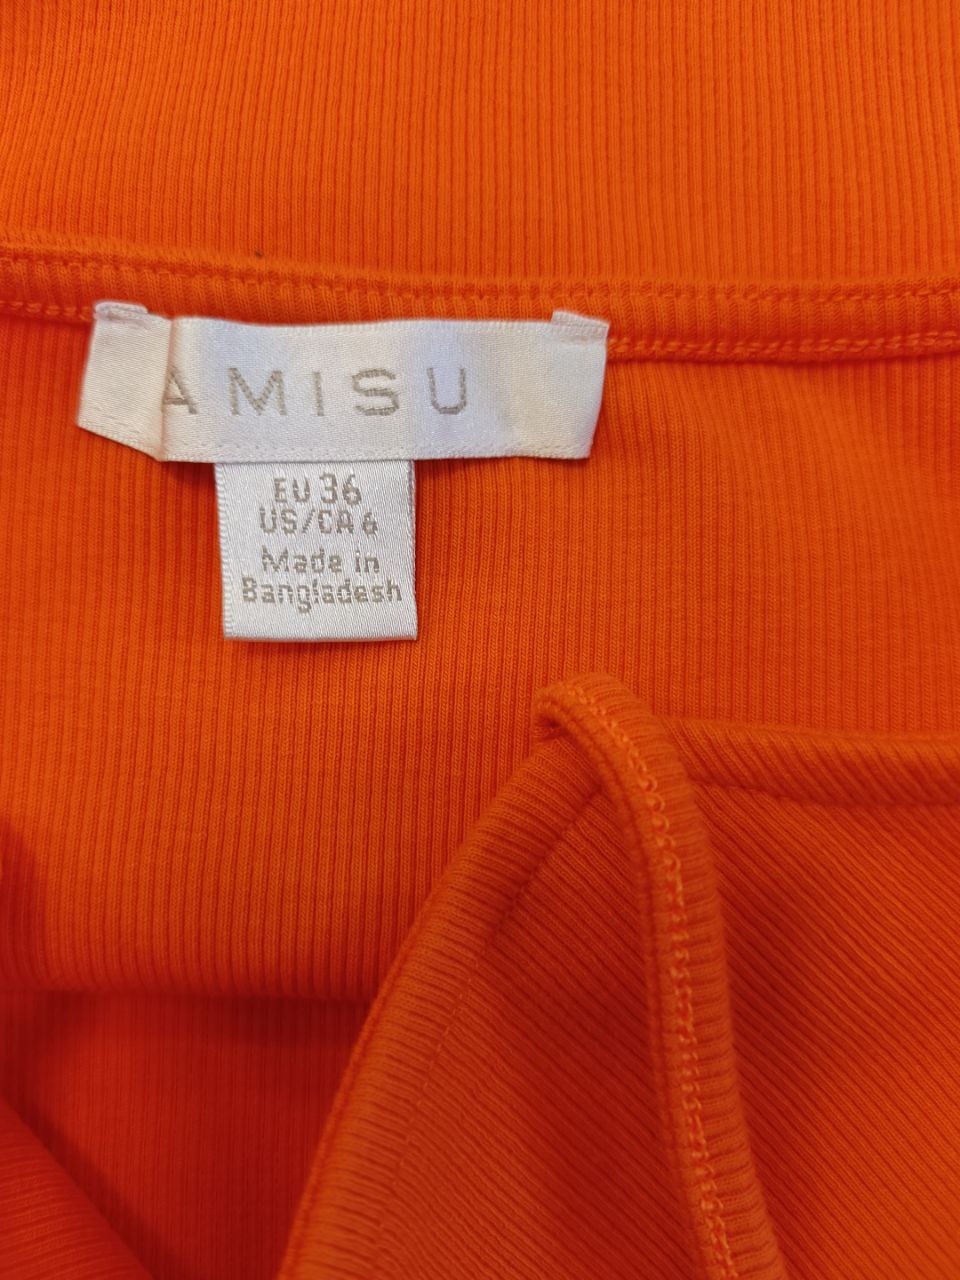 AMISU
EU 36
US/CA 6
Made in
Bangladesh